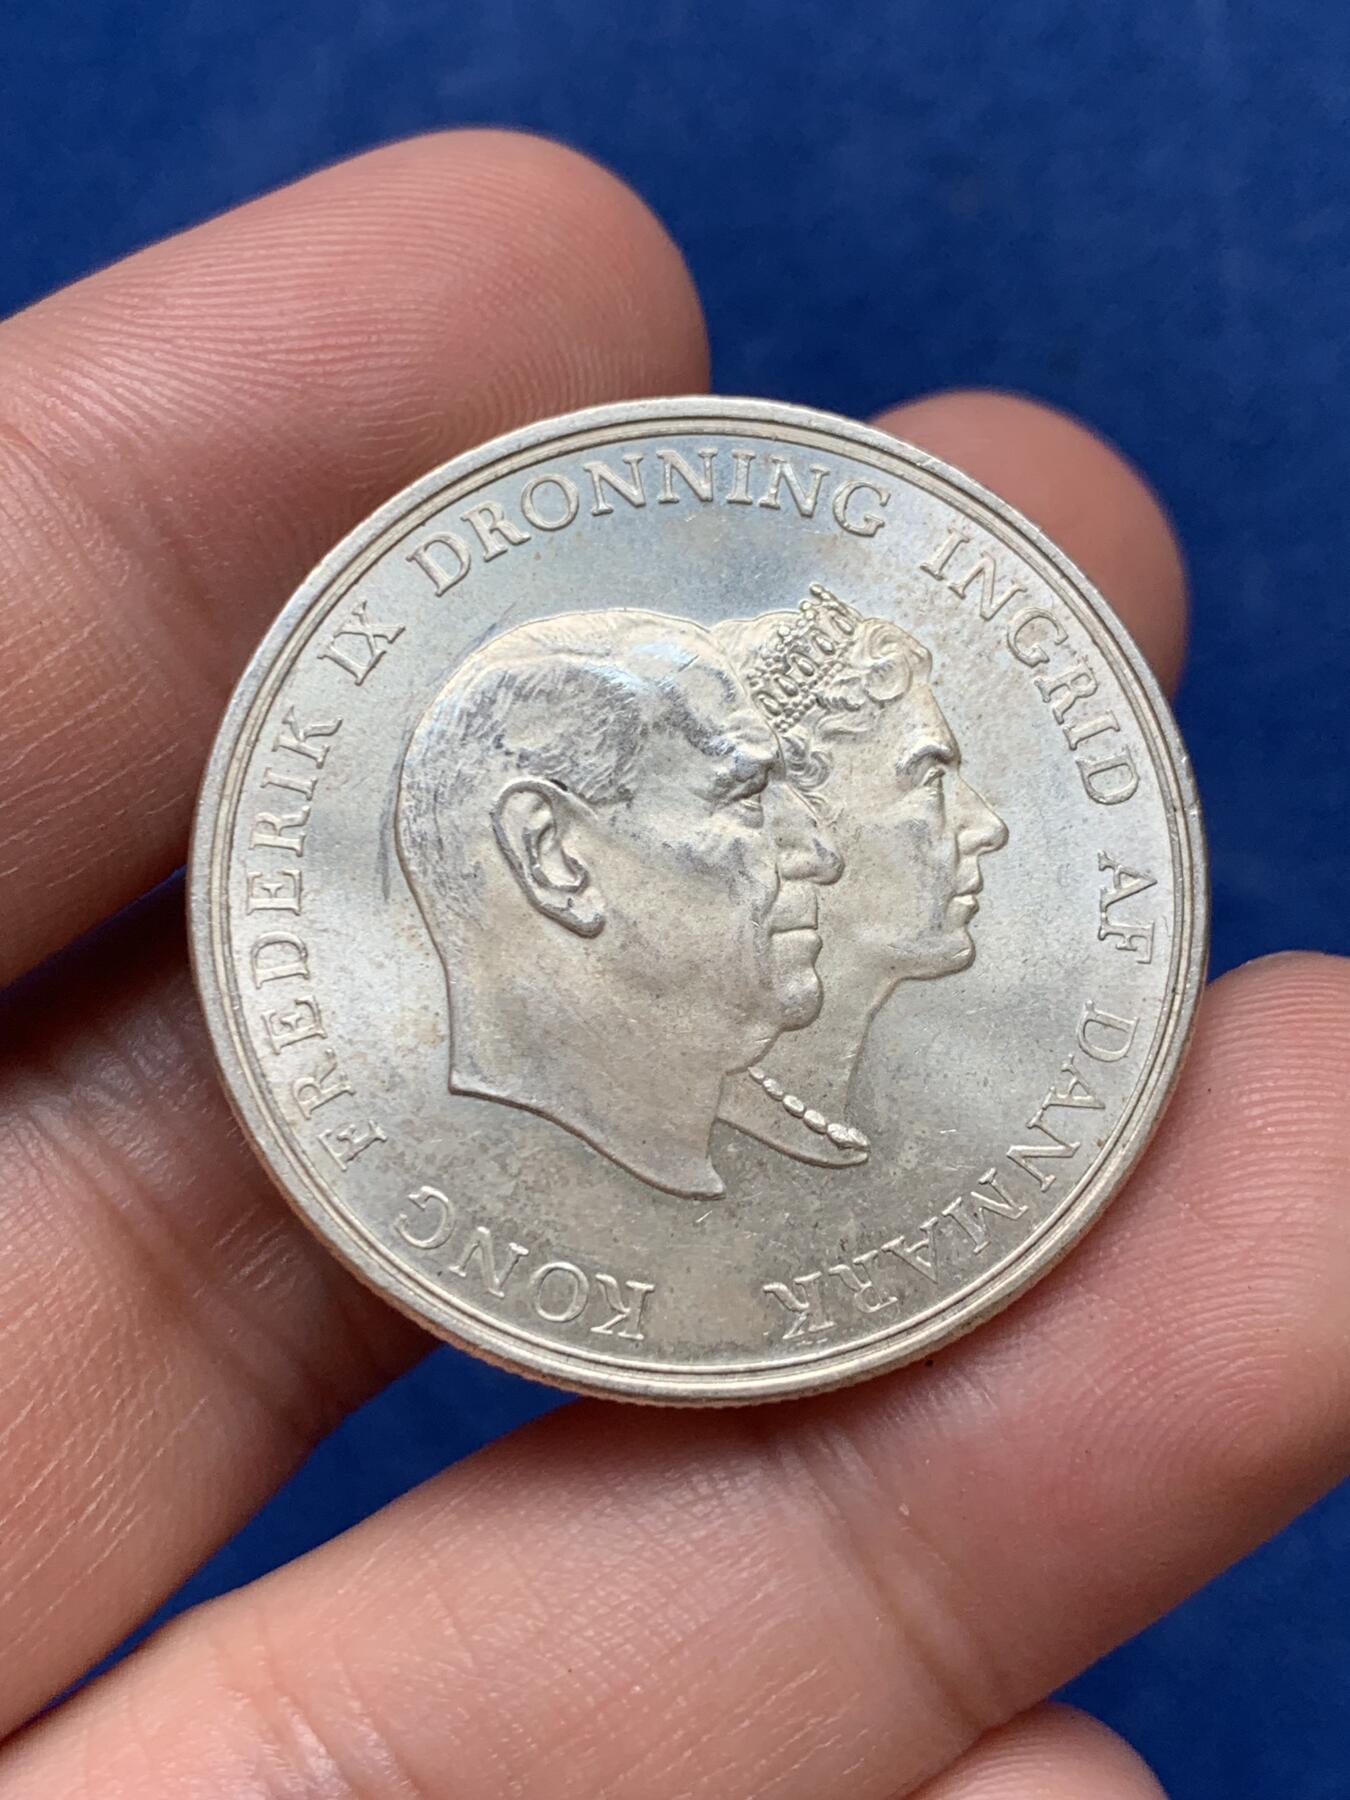 KONG FREDERIK IX DRONNING INGRID AF DANMARK